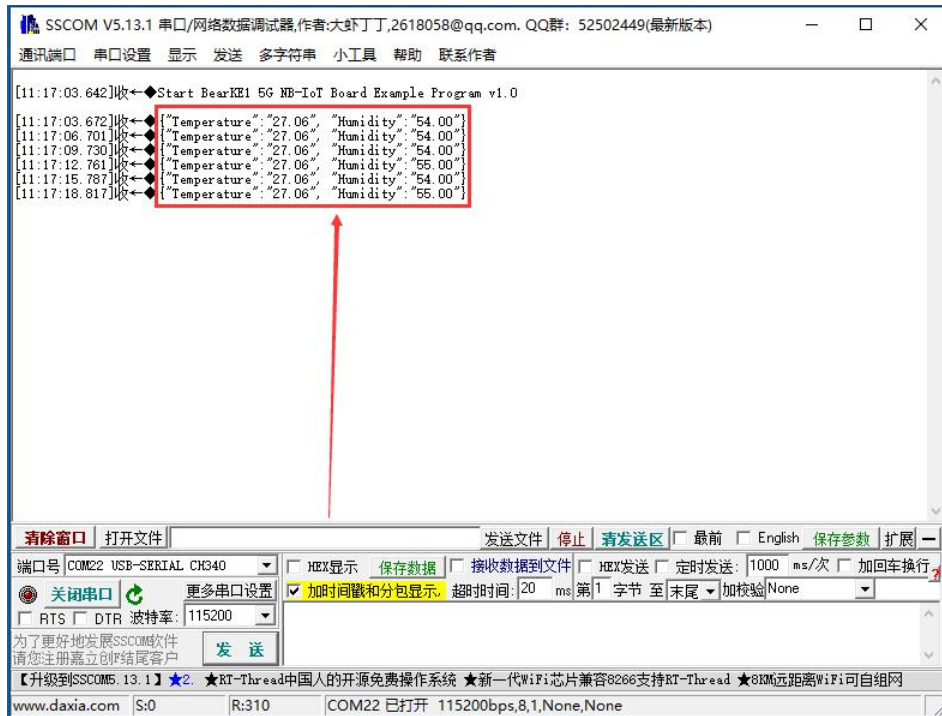 SSCOM V5.13.1 串口/网络数据调试器,作者:大虾丁丁,2618058@qq.com. QQ群: 52502449(最新版本)
通讯端口 串口设置 显示 发送 多字符串 小工具 帮助 联系作者
[11:17:03.642]收←◆Start BearKE1 5G NB-IoT Board Example Program v1.0
[11:17:03.672]收←◆{"Temperature":"27.06", "Humidity":"54.00"}
[11:17:06.701]收←◆{"Temperature":"27.06", "Humidity":"54.00"}
[11:17:09.730]收←◆{"Temperature":"27.06", "Humidity":"54.00"}
[11:17:12.761]收←◆{"Temperature":"27.06", "Humidity":"55.00"}
[11:17:15.787]收←◆{"Temperature":"27.06", "Humidity":"54.00"}
[11:17:18.817]收←◆{"Temperature":"27.06", "Humidity":"55.00"}
清除窗口 打开文件 发送文件 停止 清发送区 最前 English 保存参数 扩展 —
端口号 COM22 USB-SERIAL CH340 HEX显示 保存数据 接收数据到文件 HEX发送 定时发送: 1000 ms/次 加回车换行
关闭串口 更多串口设置 加时间戳和分包显示, 超时时间: 20 ms 第1 字节 至 末尾 加校验 None
RTS DTR 波特率: 115200
为了更好地发展SSCOM软件
请您注册嘉立创F结尾客户
发 送
【升级到SSCOM5.13.1】★2. ★RT-Thread中国人的开源免费操作系统 ★新一代WiFi芯片兼容8266支持RT-Thread ★8KM远距离WiFi可自组网
www.daxia.com S:0 R:310 COM22 已打开 115200bps,8,1,None,None